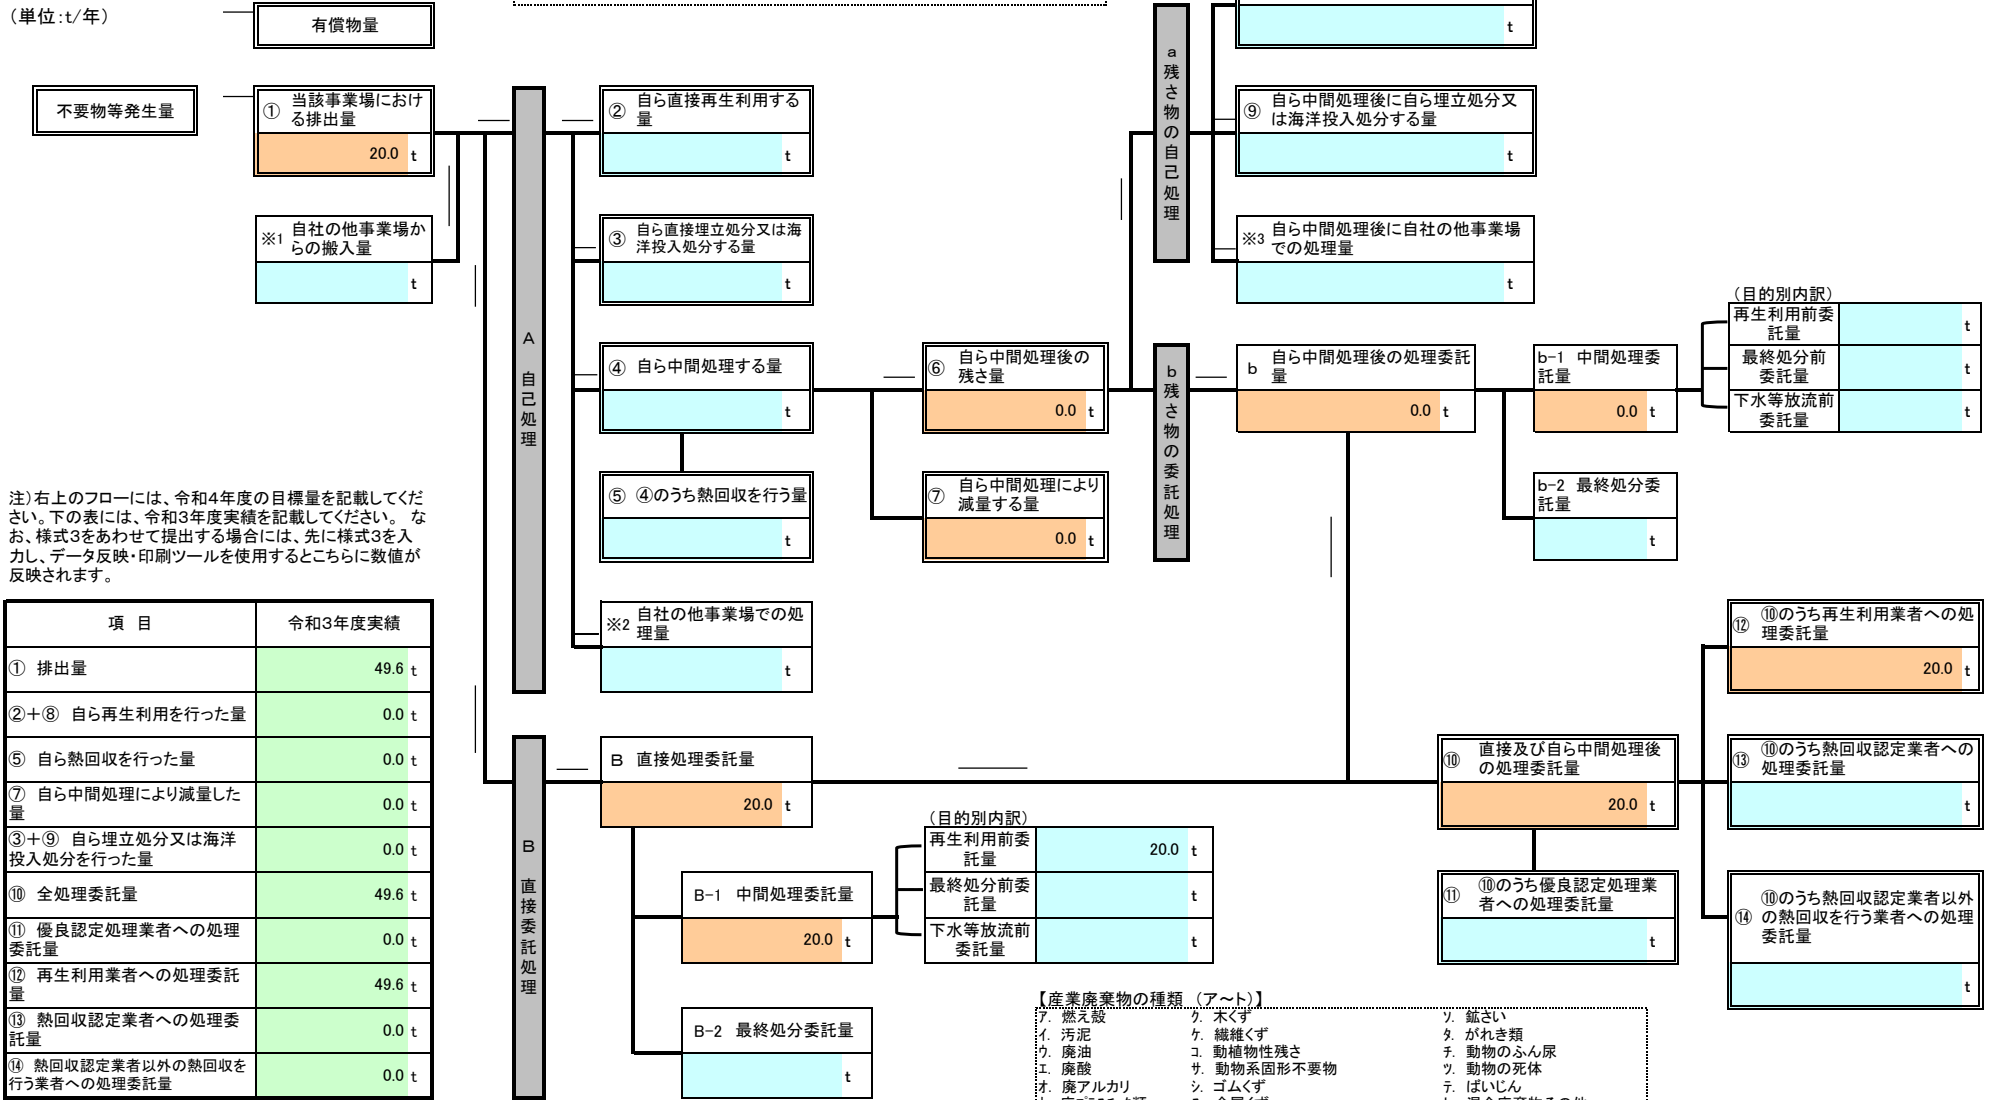 （単位：t/年）
有償物量
不要物等発生量
① 当該事業場におけ
る排出量
20.0 t
※1 自社の他事業場か
らの搬入量
t
A 自己処理
② 自ら直接再生利用する
量
t
③ 自ら直接埋立処分又は海
洋投入処分する量
t
④ 自ら中間処理する量
t
⑤ ④のうち熱回収を行う量
t
※2 自社の他事業場での処
理量
t
⑥ 自ら中間処理後の
残さ量
0.0 t
⑦ 自ら中間処理により
減量する量
0.0 t
a 残さ物の自己処理
t
⑨ 自ら中間処理後に自ら埋立処分又
は海洋投入処分する量
t
※3 自ら中間処理後に自社の他事業場
での処理量
t
b 残さ物の委託処理
b 自ら中間処理後の処理委託
量
0.0 t
b-1 中間処理委
託量
0.0 t
b-2 最終処分委
託量
t
（目的別内訳）
再生利用前委
託量
t
最終処分前
委託量
t
下水等放流前
委託量
t
注）右上のフローには、令和4年度の目標量を記載してくだ
さい。下の表には、令和3年度実績を記載してください。 な
お、様式3をあわせて提出する場合には、先に様式3を入
力し、データ反映・印刷ツールを使用するとこちらに数値が
反映されます。
項 目 令和3年度実績
① 排出量 49.6 t
②＋⑧ 自ら再生利用を行った量 0.0 t
⑤ 自ら熱回収を行った量 0.0 t
⑦ 自ら中間処理により減量した
量 0.0 t
③＋⑨ 自ら埋立処分又は海洋
投入処分を行った量 0.0 t
⑩ 全処理委託量 49.6 t
⑪ 優良認定処理業者への処理
委託量 0.0 t
⑫ 再生利用業者への処理委託
量 49.6 t
⑬ 熱回収認定業者への処理委
託量 0.0 t
⑭ 熱回収認定業者以外の熱回収を
行う業者への処理委託量 0.0 t
B 直接委託処理
B 直接処理委託量
20.0 t
B-1 中間処理委託量
20.0 t
B-2 最終処分委託量
t
（目的別内訳）
再生利用前委
託量
20.0 t
最終処分前委
託量
t
下水等放流前
委託量
t
⑩ 直接及び自ら中間処理後
の処理委託量
20.0 t
⑪ ⑩のうち優良認定処理業
者への処理委託量
t
⑫ ⑩のうち再生利用業者への処
理委託量
20.0 t
⑬ ⑩のうち熱回収認定業者への
処理委託量
t
⑭ ⑩のうち熱回収認定業者以外
の熱回収を行う業者への処理
委託量
t
【産業廃棄物の種類 （ア～ト）】
ア. 燃え殻 ク. 木くず ソ. 鉱さい
イ. 汚泥 ケ. 繊維くず タ. がれき類
ウ. 廃油 コ. 動植物性残さ チ. 動物のふん尿
エ. 廃酸 サ. 動物系固形不要物 ツ. 動物の死体
オ. 廃アルカリ シ. ゴムくず テ. ばいじん